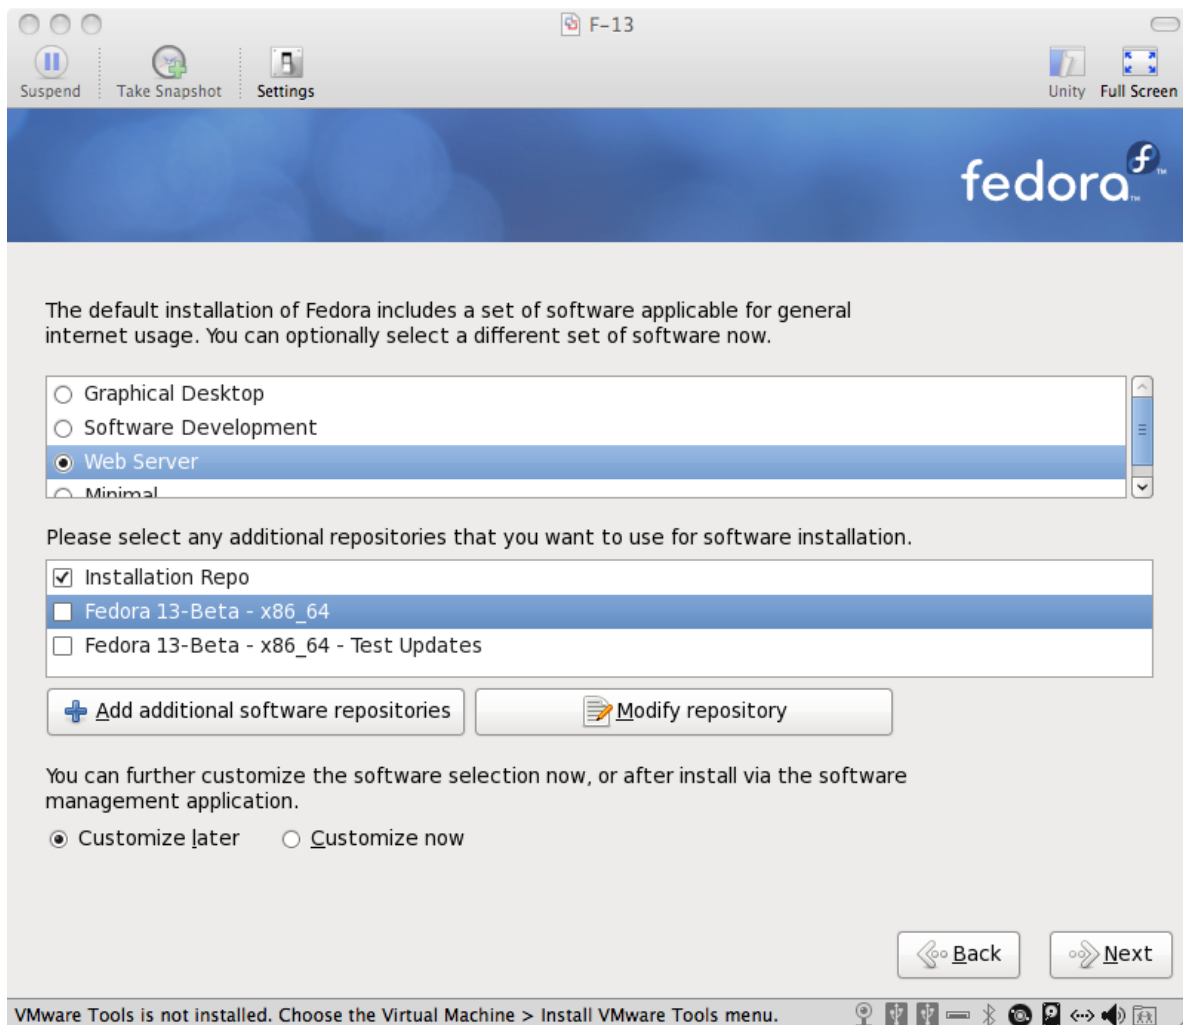 F-13
Suspend
Take Snapshot
Settings
Unity
Full Screen
fedora
The default installation of Fedora includes a set of software applicable for general
internet usage. You can optionally select a different set of software now.
Graphical Desktop
Software Development
Web Server
Minimal
Please select any additional repositories that you want to use for software installation.
Installation Repo
Fedora 13-Beta - x86_64
Fedora 13-Beta - x86_64 - Test Updates
Add additional software repositories
Modify repository
You can further customize the software selection now, or after install via the software
management application.
Customize later
Customize now
Back
Next
VMware Tools is not installed. Choose the Virtual Machine > Install VMware Tools menu.